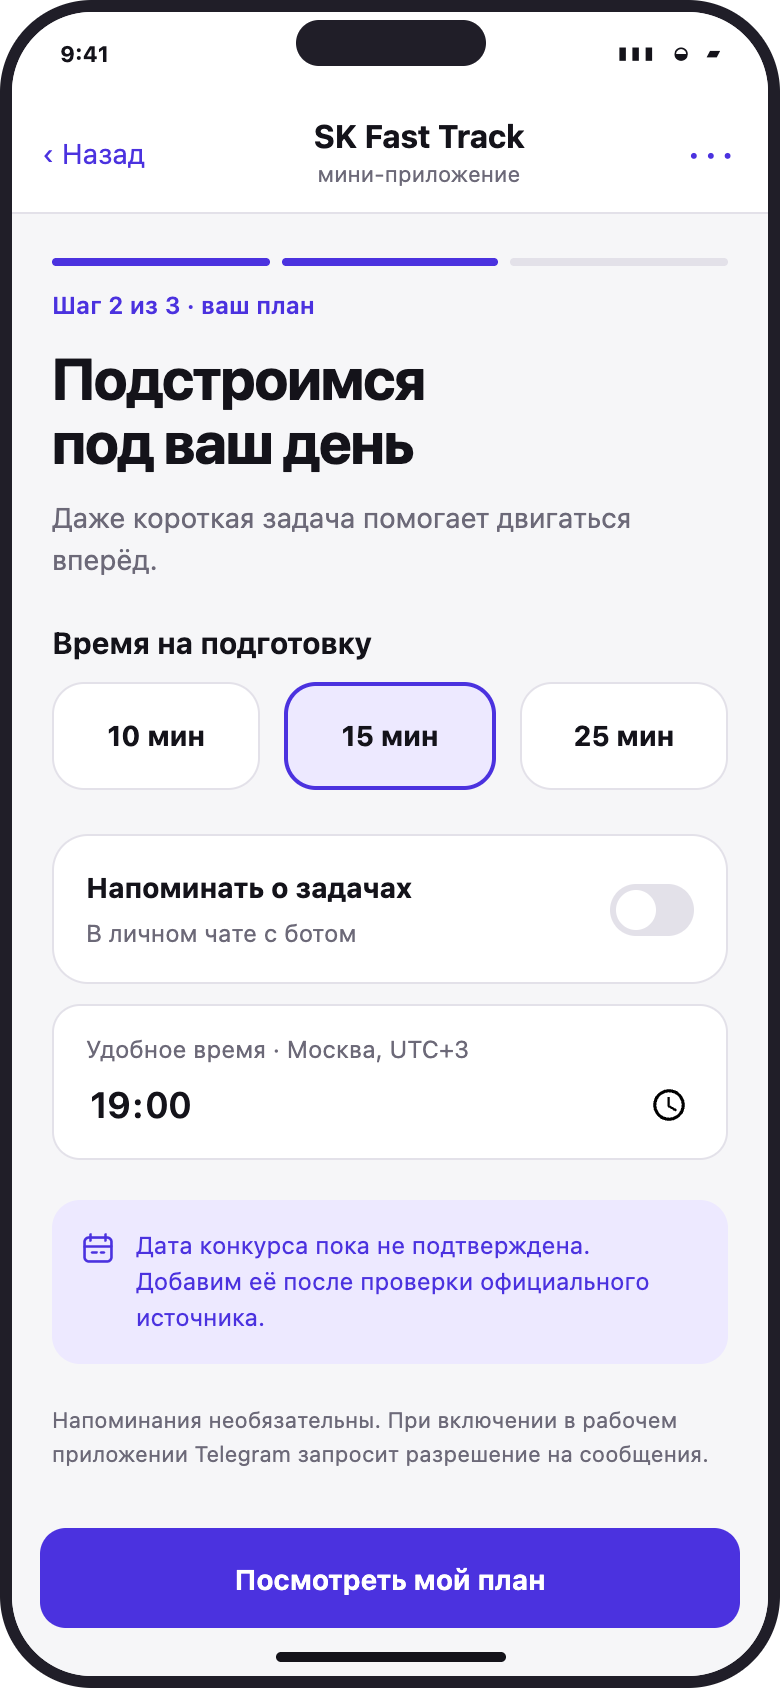 9:41
‹ Назад
SK Fast Track
мини-приложение
Шаг 2 из 3 · ваш план
Подстроимся
под ваш день
Даже короткая задача помогает двигаться
вперёд.
Время на подготовку
10 мин
15 мин
25 мин
Напоминать о задачах
В личном чате с ботом
Удобное время · Москва, UTC+3
19:00
Дата конкурса пока не подтверждена.
Добавим её после проверки официального
источника.
Напоминания необязательны. При включении в рабочем
приложении Telegram запросит разрешение на сообщения.
Посмотреть мой план